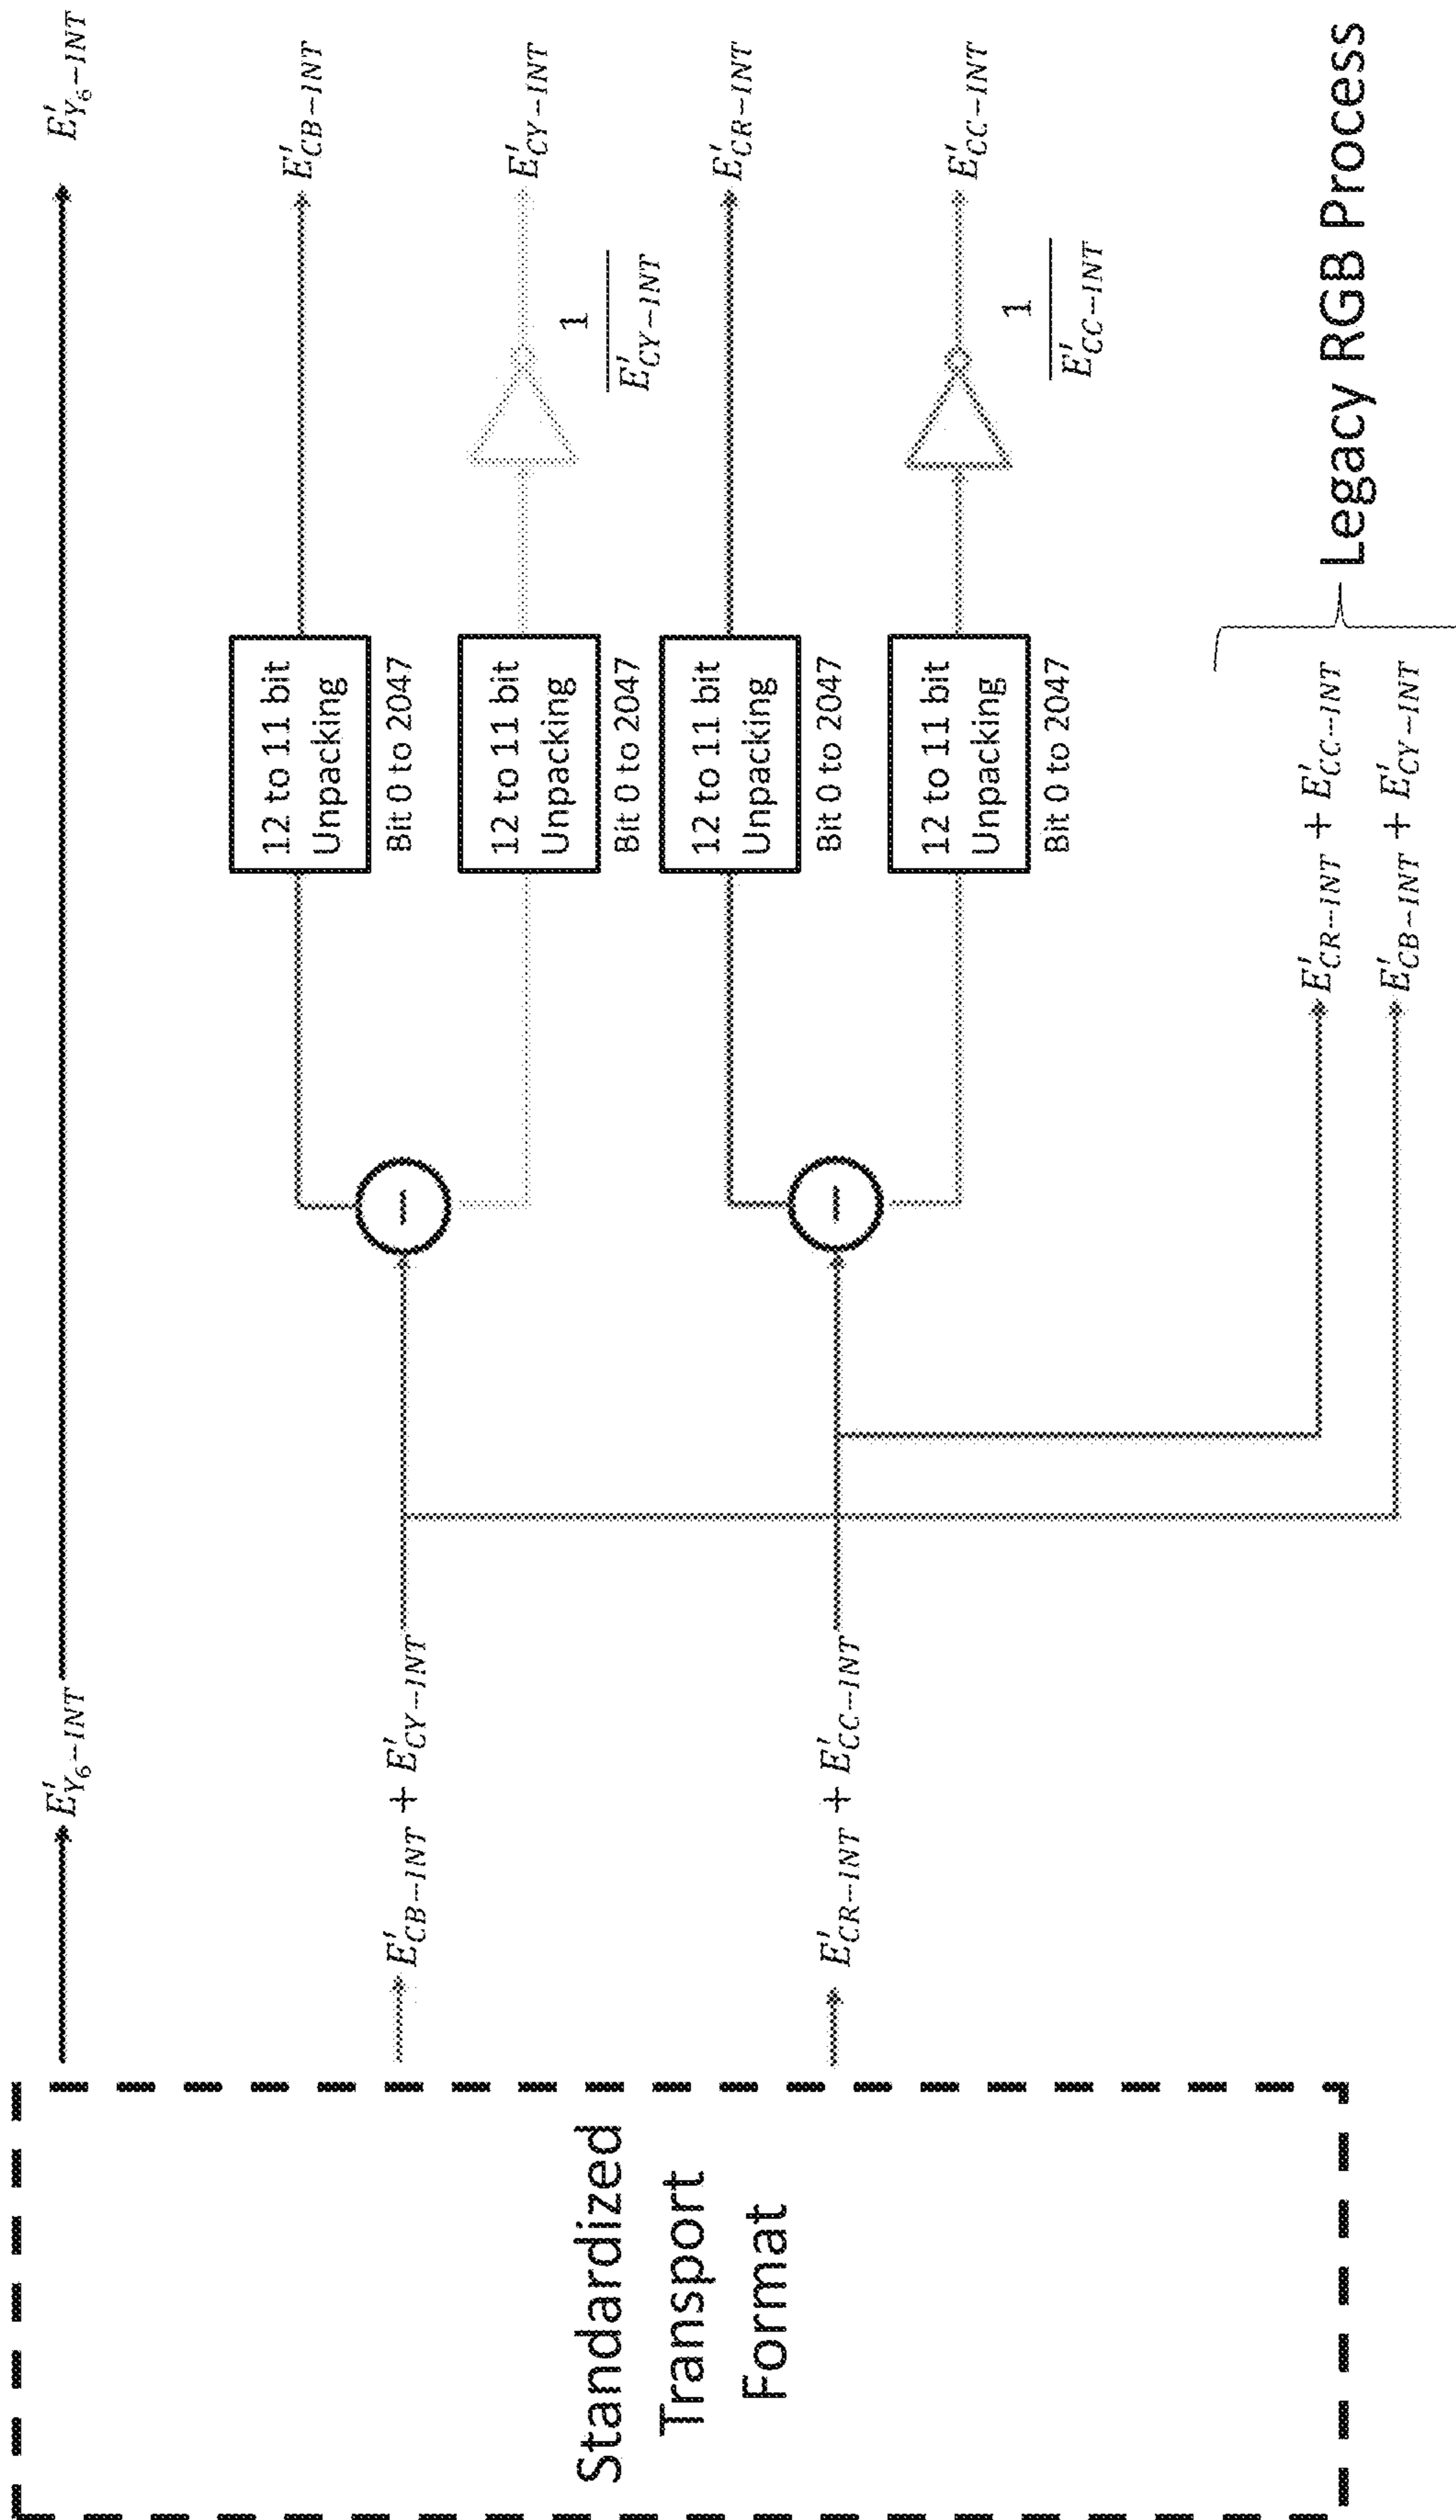 Standardized
Transport
Format
E′Y₆−INT
E′Y₆−INT
E′CB−INT + E′CY−INT
E′CR−INT + E′CC−INT
12 to 11 bit
Unpacking
Bit 0 to 2047
E′CB−INT
12 to 11 bit
Unpacking
Bit 0 to 2047
1
E′CY−INT
E′CY−INT
12 to 11 bit
Unpacking
Bit 0 to 2047
E′CR−INT
12 to 11 bit
Unpacking
Bit 0 to 2047
1
E′CC−INT
E′CC−INT
E′CR−INT + E′CC−INT
E′CB−INT + E′CY−INT
Legacy RGB Process